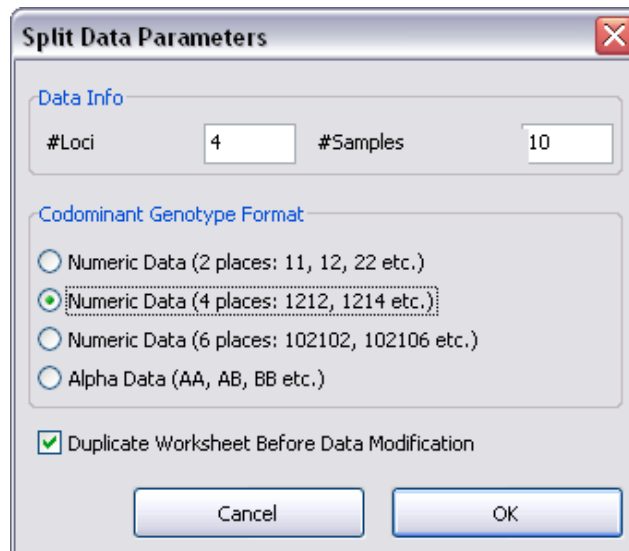 Split Data Parameters
Data Info
#Loci 4 #Samples 10
Codominant Genotype Format
Numeric Data (2 places: 11, 12, 22 etc.)
Numeric Data (4 places: 1212, 1214 etc.)
Numeric Data (6 places: 102102, 102106 etc.)
Alpha Data (AA, AB, BB etc.)
Duplicate Worksheet Before Data Modification
Cancel OK